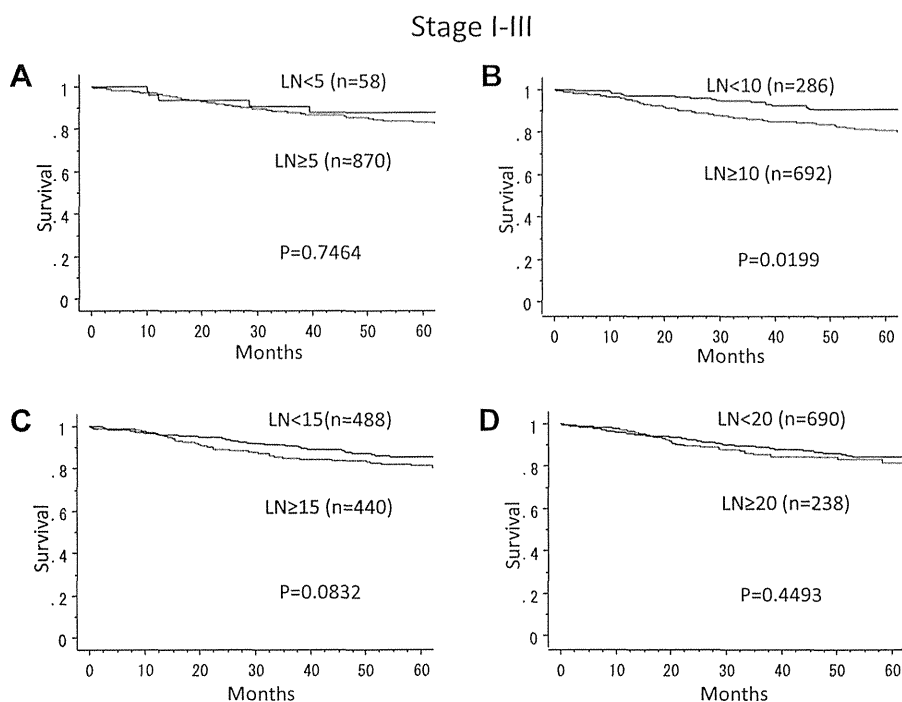 Stage I-III
A
LN<5 (n=58)
LN≥5 (n=870)
P=0.7464
Survival
1
.8
.6
.4
.2
0
0 10 20 30 40 50 60
Months
B
LN<10 (n=286)
LN≥10 (n=692)
P=0.0199
Survival
1
.8
.6
.4
.2
0
0 10 20 30 40 50 60
Months
C
LN<15(n=488)
LN≥15 (n=440)
P=0.0832
Survival
1
.8
.6
.4
.2
0
0 10 20 30 40 50 60
Months
D
LN<20 (n=690)
LN≥20 (n=238)
P=0.4493
Survival
1
.8
.6
.4
.2
0
0 10 20 30 40 50 60
Months